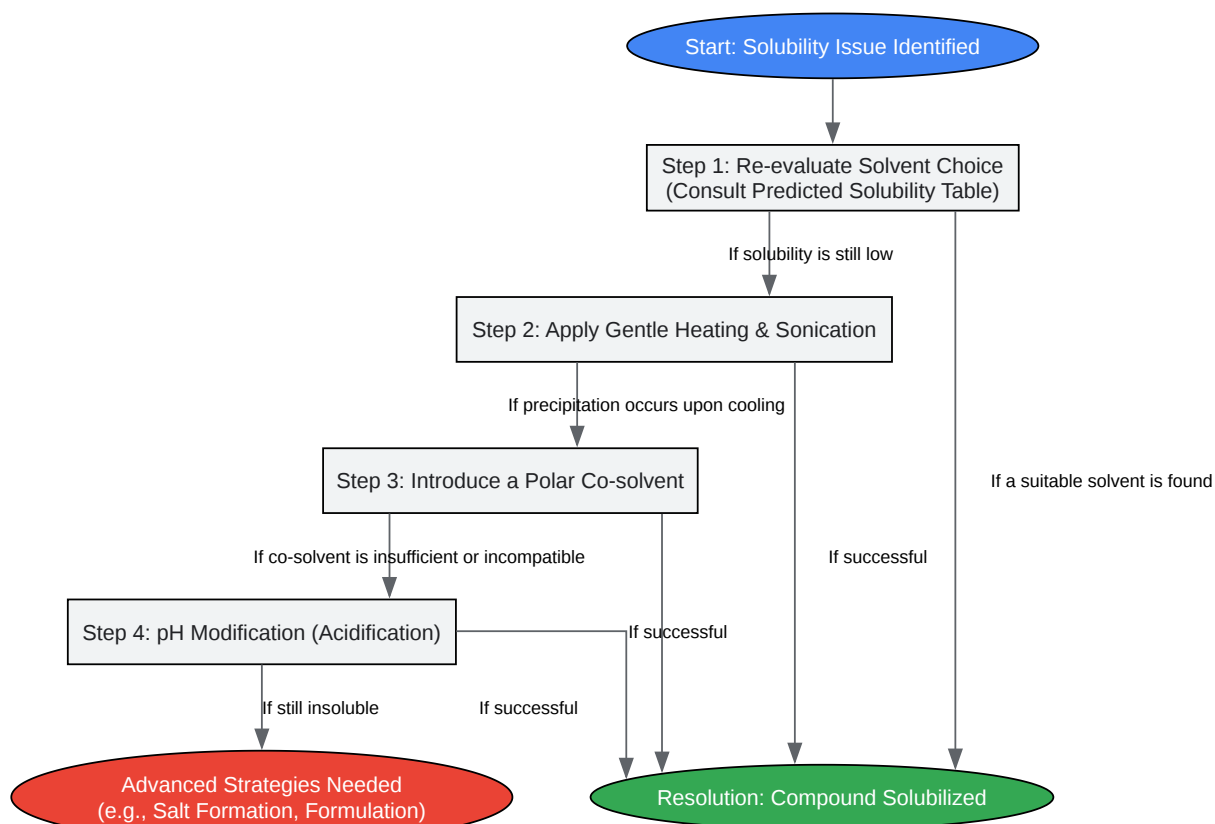 Start: Solubility Issue Identified
Step 1: Re-evaluate Solvent Choice
(Consult Predicted Solubility Table)
If solubility is still low
Step 2: Apply Gentle Heating & Sonication
If precipitation occurs upon cooling
Step 3: Introduce a Polar Co-solvent
If a suitable solvent is found
If co-solvent is insufficient or incompatible
If successful
Step 4: pH Modification (Acidification)
If successful
If still insoluble
If successful
Advanced Strategies Needed
(e.g., Salt Formation, Formulation)
Resolution: Compound Solubilized